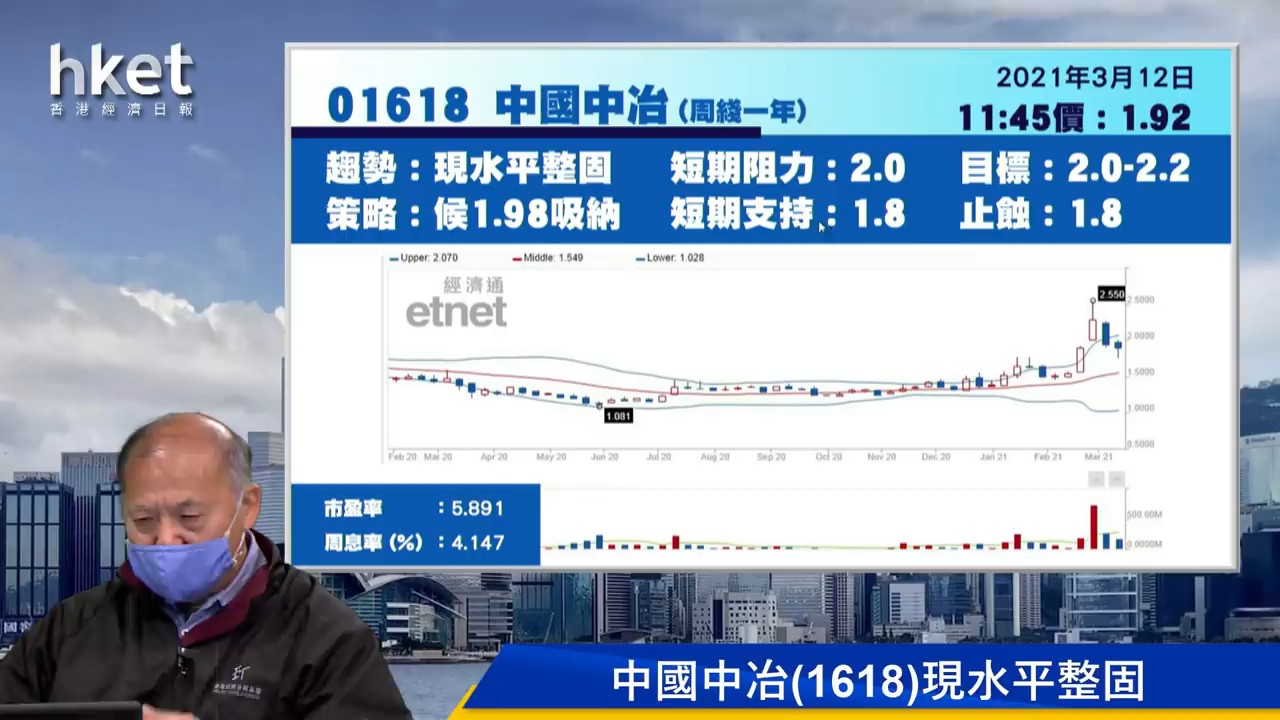 hket
香港經濟日報
2021年3月12日
01618 中國中冶 (周綫一年)
11:45價：1.92
趨勢：現水平整固 短期阻力：2.0 目標：2.0-2.2
策略：候1.98吸納 短期支持：1.8 止蝕：1.8
Upper: 2.070 Middle: 1.549 Lower: 1.028
經濟通
etnet
2.550
2.5000
2.0000
1.5000
1.081
1.0000
0.5000
Feb 20 Mar 20 Apr 20 May 20 Jun 20 Jul 20 Aug 20 Sep 20 Oct 20 Nov 20 Dec 20 Jan 21 Feb 21 Mar 21
市盈率 ：5.891
500.00M
周息率 (%) ：4.147
0.0000M
中國中冶(1618)現水平整固